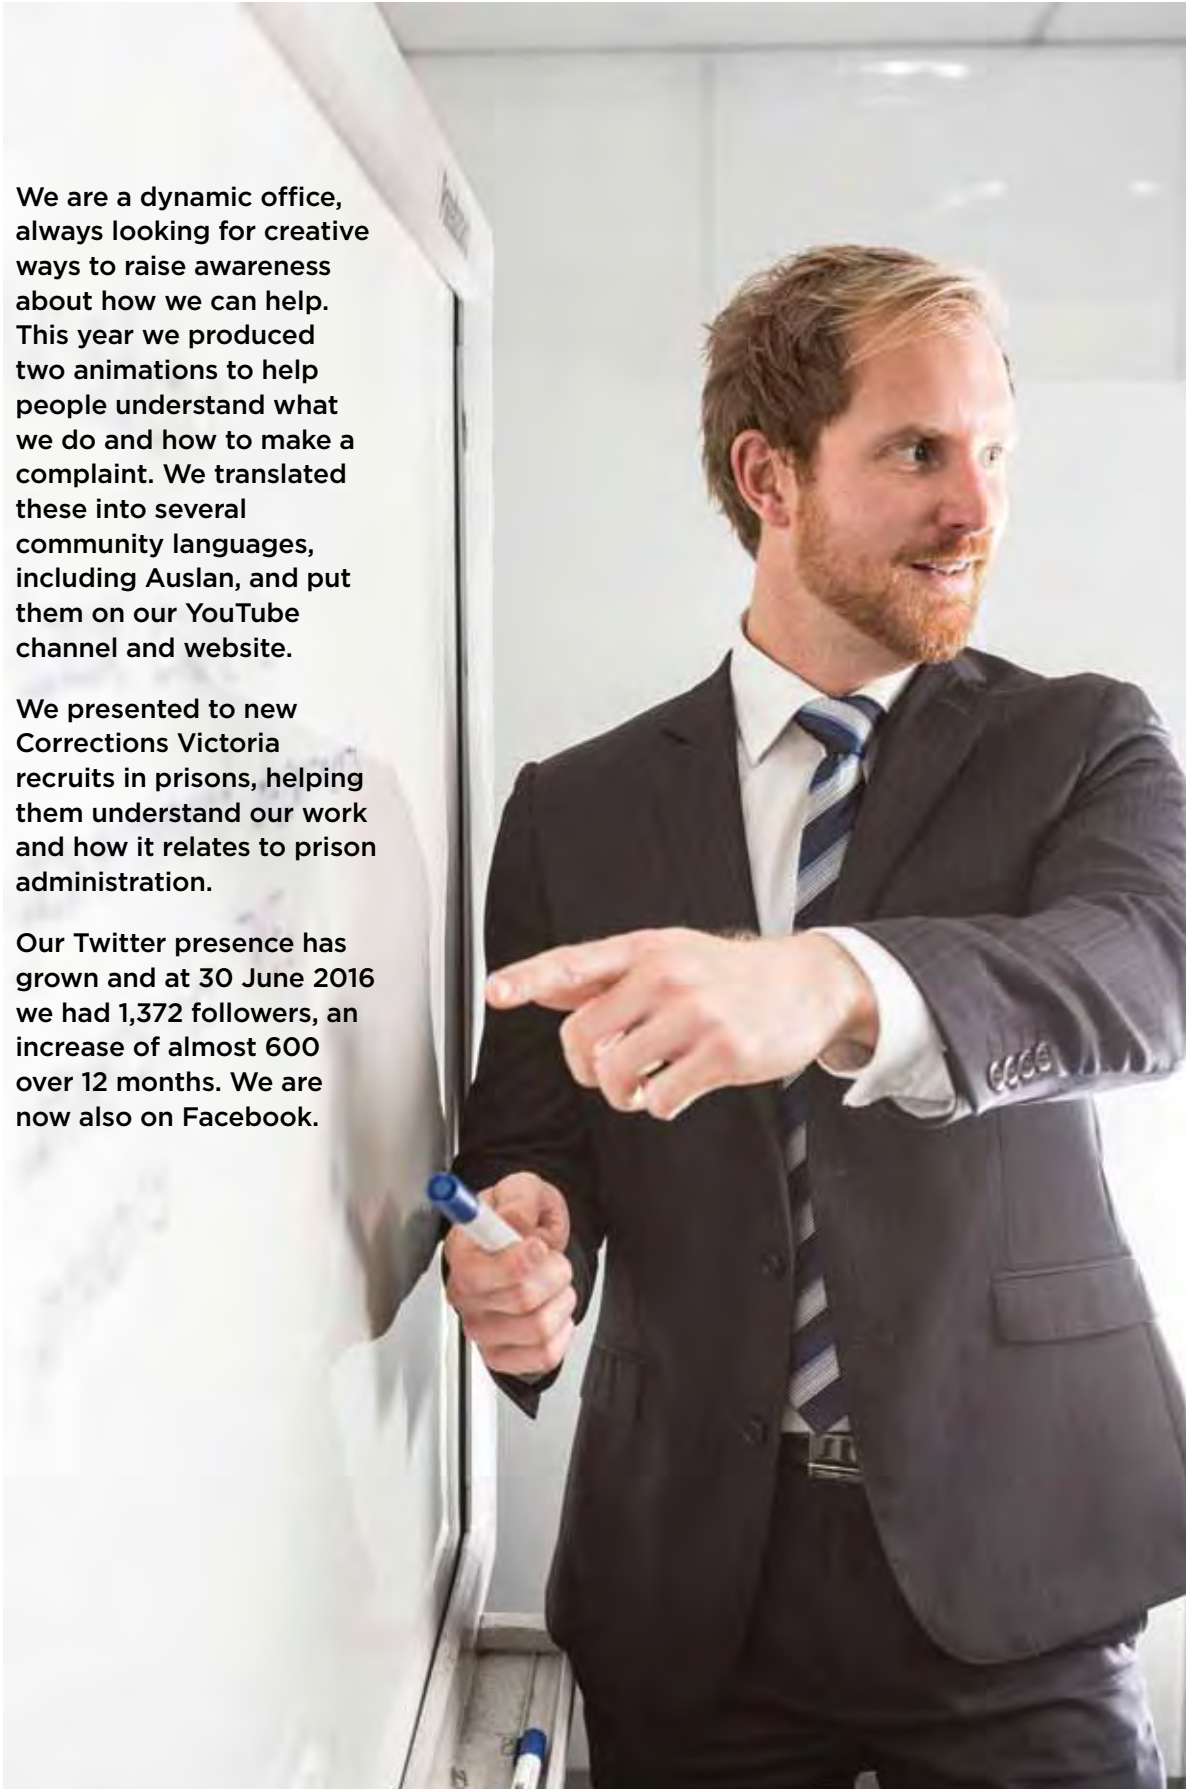 We are a dynamic office,
always looking for creative
ways to raise awareness
about how we can help.
This year we produced
two animations to help
people understand what
we do and how to make a
complaint. We translated
these into several
community languages,
including Auslan, and put
them on our YouTube
channel and website.
We presented to new
Corrections Victoria
recruits in prisons, helping
them understand our work
and how it relates to prison
administration.
Our Twitter presence has
grown and at 30 June 2016
we had 1,372 followers, an
increase of almost 600
over 12 months. We are
now also on Facebook.